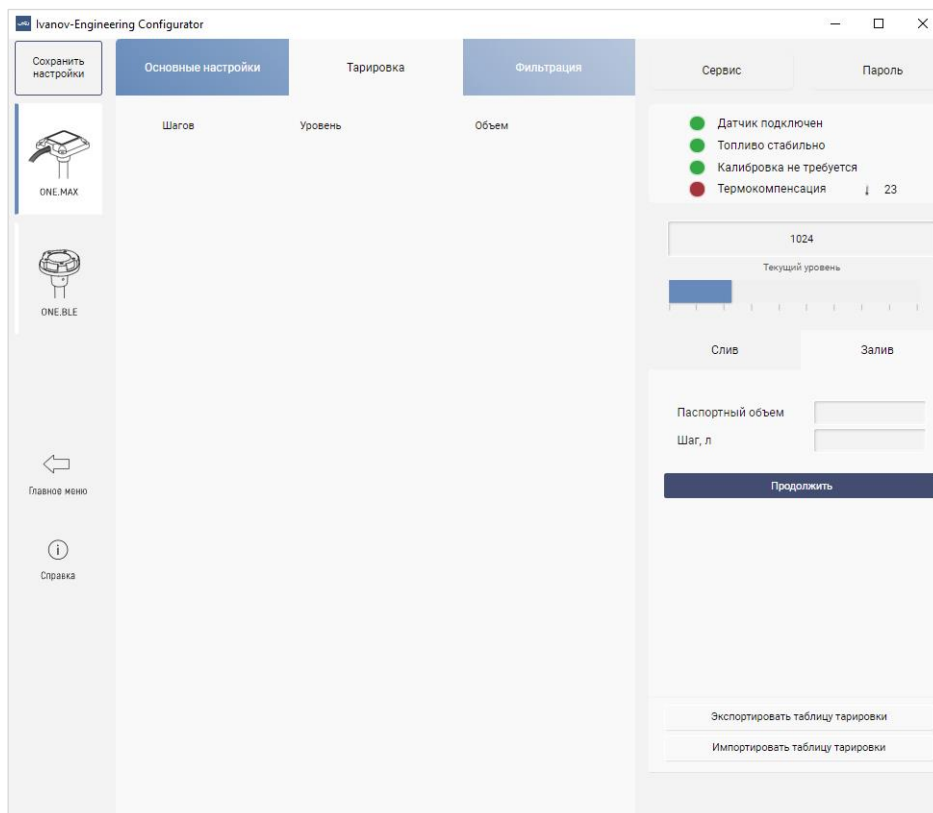 Ivanov-Engineering Configurator
Сохранить
настройки
Основные настройки
Тарировка
Фильтрация
Сервис
Пароль
ONE.MAX
ONE.BLE
Главное меню
Справка
Шагов
Уровень
Объем
Датчик подключен
Топливо стабильно
Калибровка не требуется
Термокомпенсация 23
1024
Текущий уровень
Слив
Залив
Паспортный объем
Шаг, л
Продолжить
Экспортировать таблицу тарировки
Импортировать таблицу тарировки